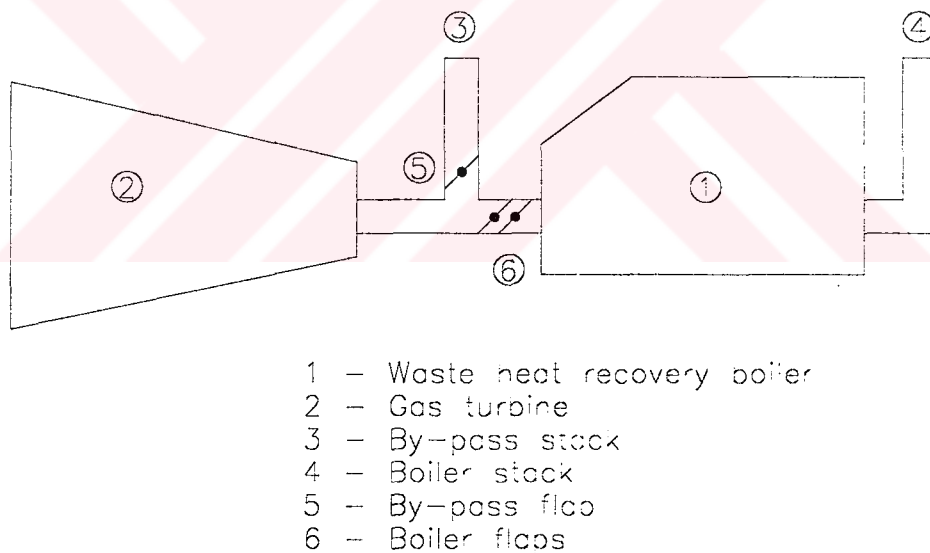 3
4
5
2
1
6
1 – Waste heat recovery boiler
2 – Gas turbine
3 – By-pass stack
4 – Boiler stack
5 – By-pass flap
6 – Boiler flaps